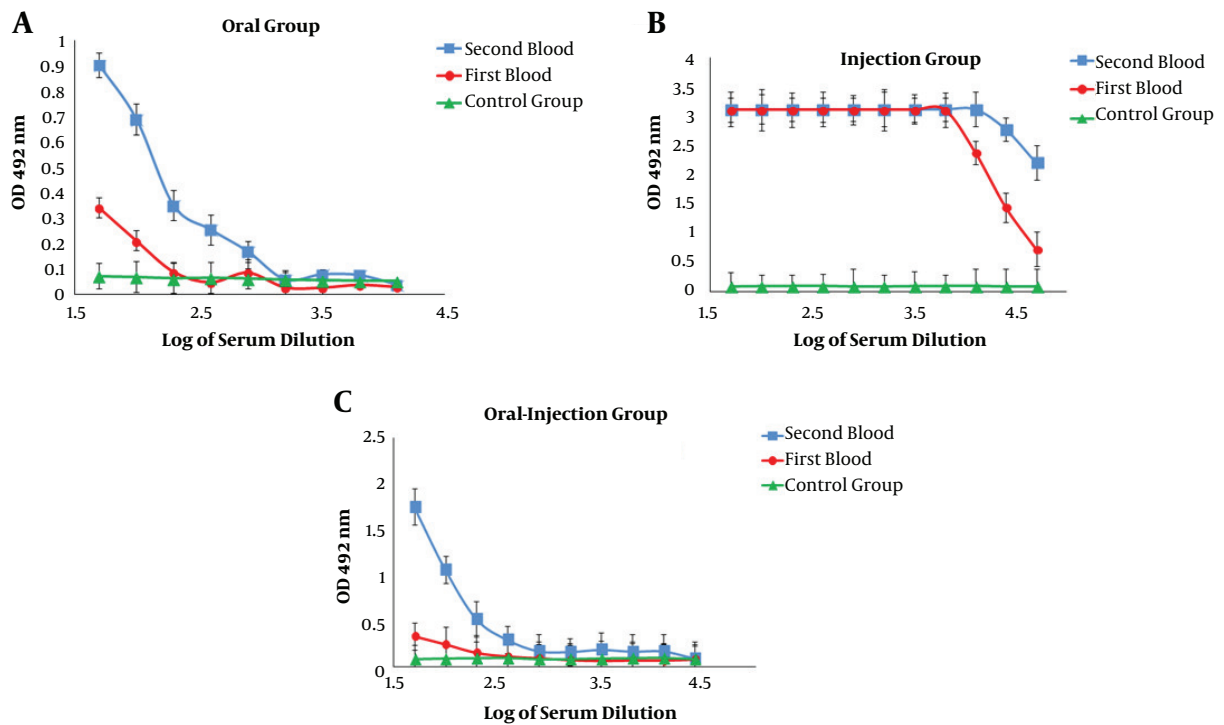 A
Oral Group
1
0.9
0.8
0.7
0.6
0.5
0.4
0.3
0.2
0.1
0
OD 492 nm
1.5
2.5
3.5
4.5
Log of Serum Dilution
Second Blood
First Blood
Control Group
B
Injection Group
4
3.5
3
2.5
2
1.5
1
0.5
0
OD 492 nm
1.5
2.5
3.5
4.5
Log of Serum Dilution
Second Blood
First Blood
Control Group
C
Oral-Injection Group
2.5
2
1.5
1
0.5
0
OD 492 nm
1.5
2.5
3.5
4.5
Log of Serum Dilution
Second Blood
First Blood
Control Group